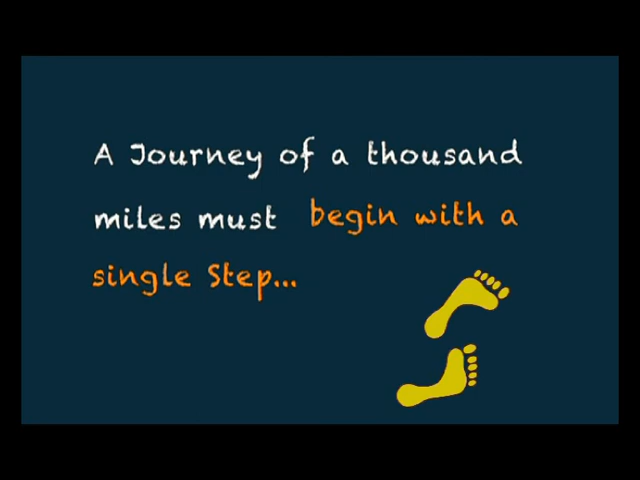 A Journey of a thousand
miles must begin with a
single Step...